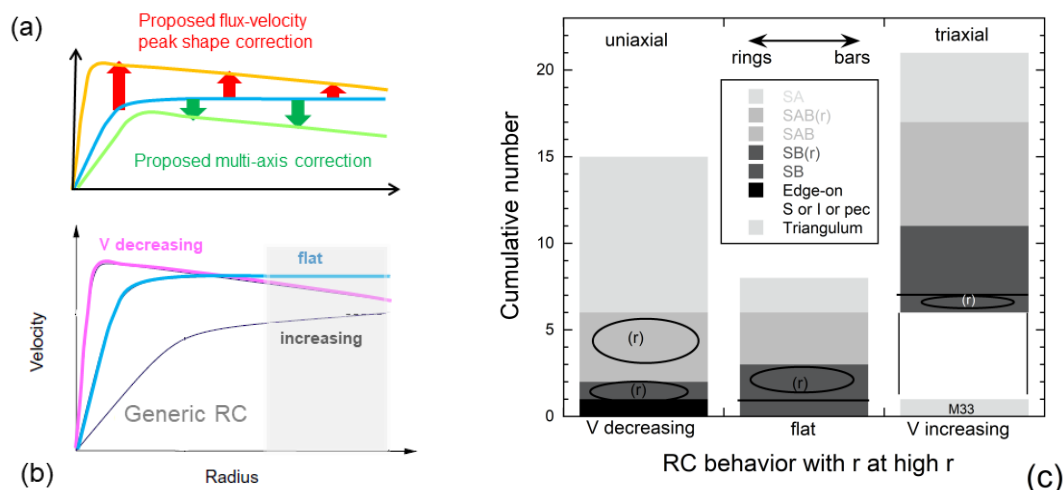 (a)
Proposed flux-velocity
peak shape correction
Proposed multi-axis correction
V decreasing
flat
increasing
Generic RC
Velocity
Radius
(b)
uniaxial
triaxial
rings
bars
SA
SAB(r)
SAB
SB(r)
SB
Edge-on
S or I or pec
Triangulum
Cumulative number
20
15
10
5
0
(r)
(r)
(r)
(r)
M33
V decreasing
flat
V increasing
RC behavior with r at high r
(c)